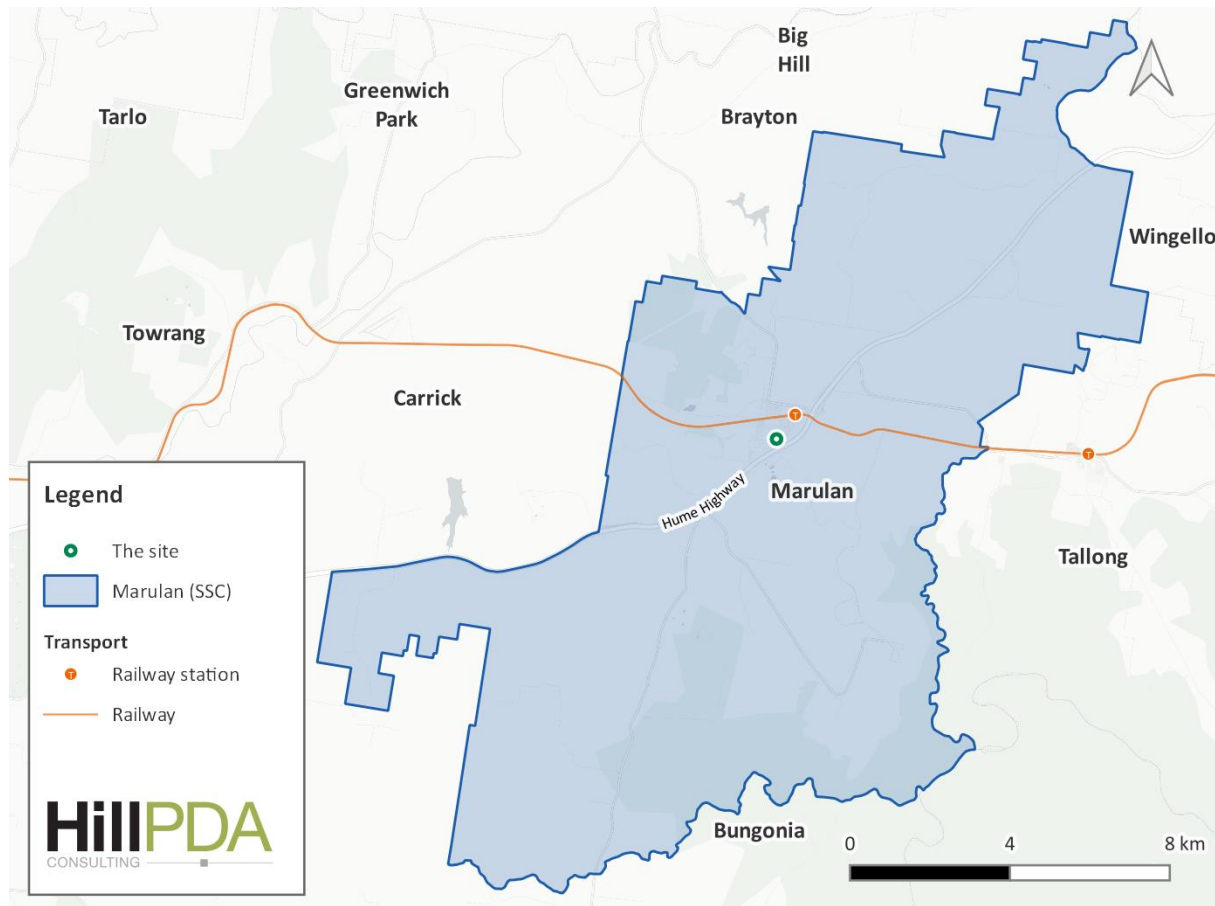 Big
Hill
Greenwich
Park
Tarlo
Brayton
Wingello
Towrang
Carrick
Hume Highway
Marulan
Tallong
Bungonia
Legend
The site
Marulan (SSC)
Transport
T
Railway station
Railway
HillPDA
CONSULTING
0 4 8 km
T
T